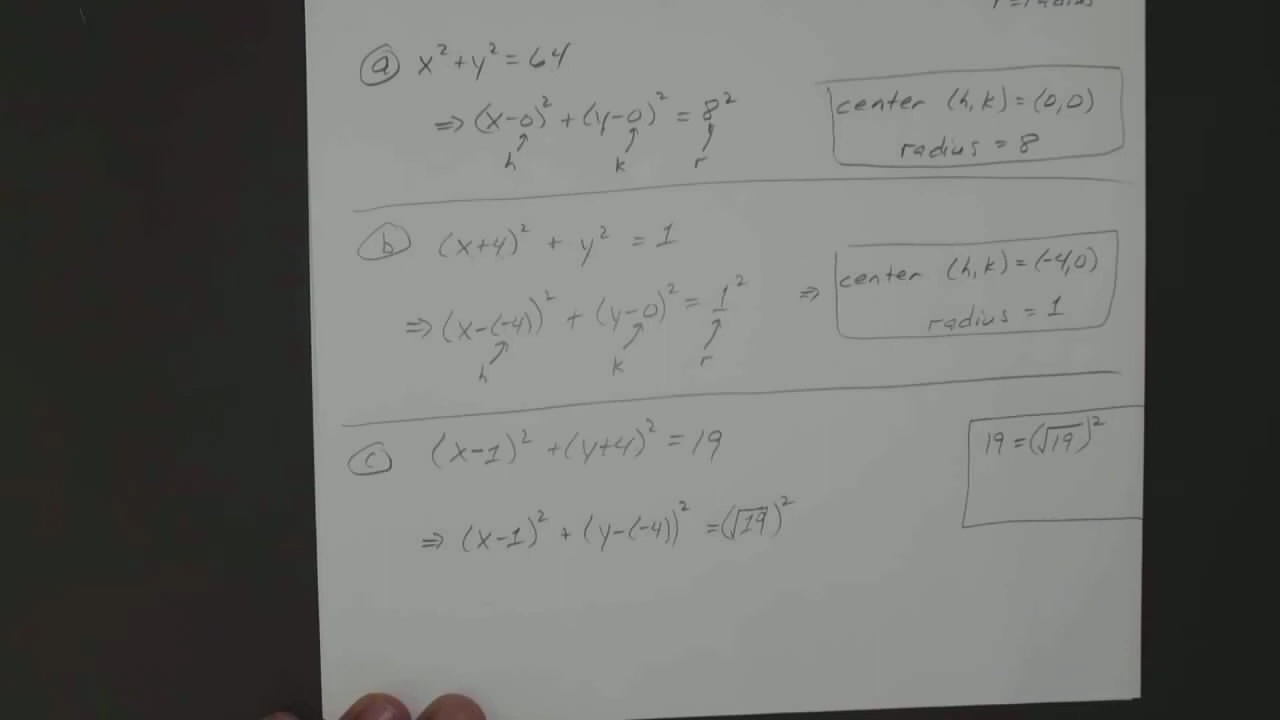 r = radius
ⓐ x² + y² = 64
⇒ (x-0)² + (y-0)² = 8²
h k r
center (h, k) = (0,0)
radius = 8
ⓑ (x+4)² + y² = 1
⇒ (x-(-4))² + (y-0)² = 1²
h k r
⇒ center (h, k) = (-4,0)
radius = 1
ⓒ (x-1)² + (y+4)² = 19
19 = (√19)²
⇒ (x-1)² + (y-(-4))² = (√19)²